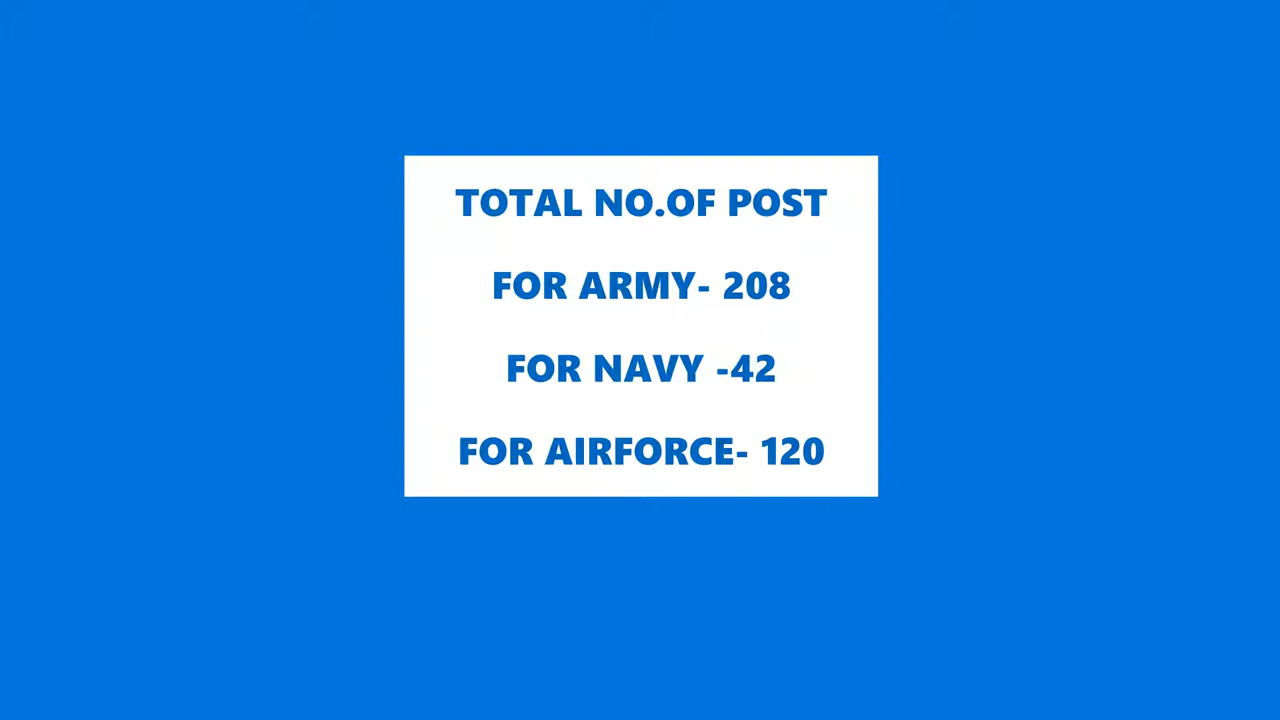 TOTAL NO.OF POST
FOR ARMY- 208
FOR NAVY -42
FOR AIRFORCE- 120